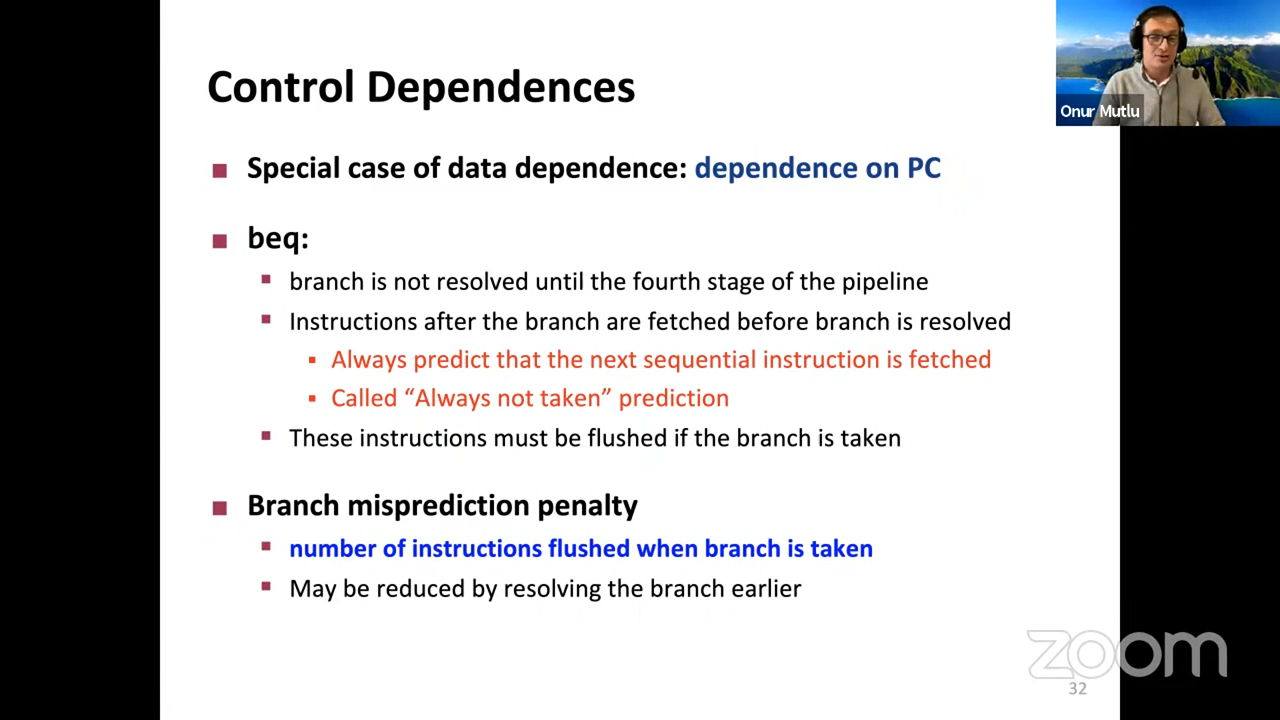 Control Dependences
Onur Mutlu
Special case of data dependence: dependence on PC
beq:
branch is not resolved until the fourth stage of the pipeline
Instructions after the branch are fetched before branch is resolved
Always predict that the next sequential instruction is fetched
Called “Always not taken” prediction
These instructions must be flushed if the branch is taken
Branch misprediction penalty
number of instructions flushed when branch is taken
May be reduced by resolving the branch earlier
zoom
32